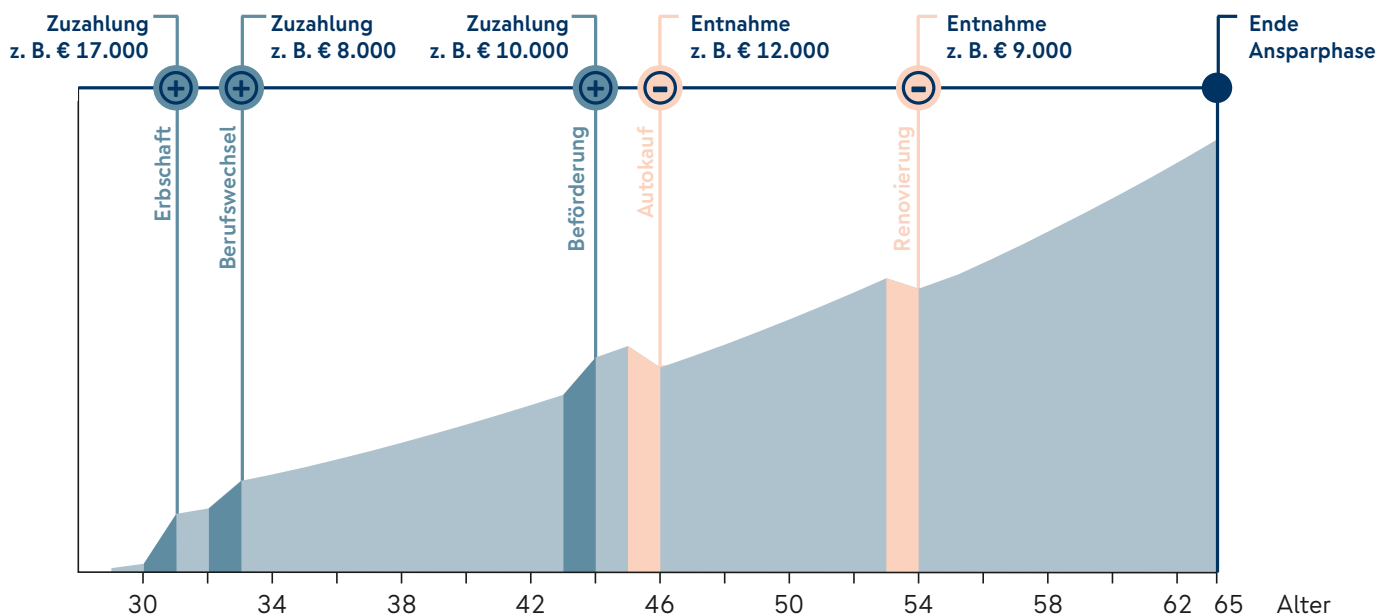 Zuzahlung
z. B. € 17.000
Zuzahlung
z. B. € 8.000
Zuzahlung
z. B. € 10.000
Entnahme
z. B. € 12.000
Entnahme
z. B. € 9.000
Ende
Ansparphase
Erbschaft
Berufswechsel
Beförderung
Autokauf
Renovierung
30 34 38 42 46 50 54 58 62 65 Alter